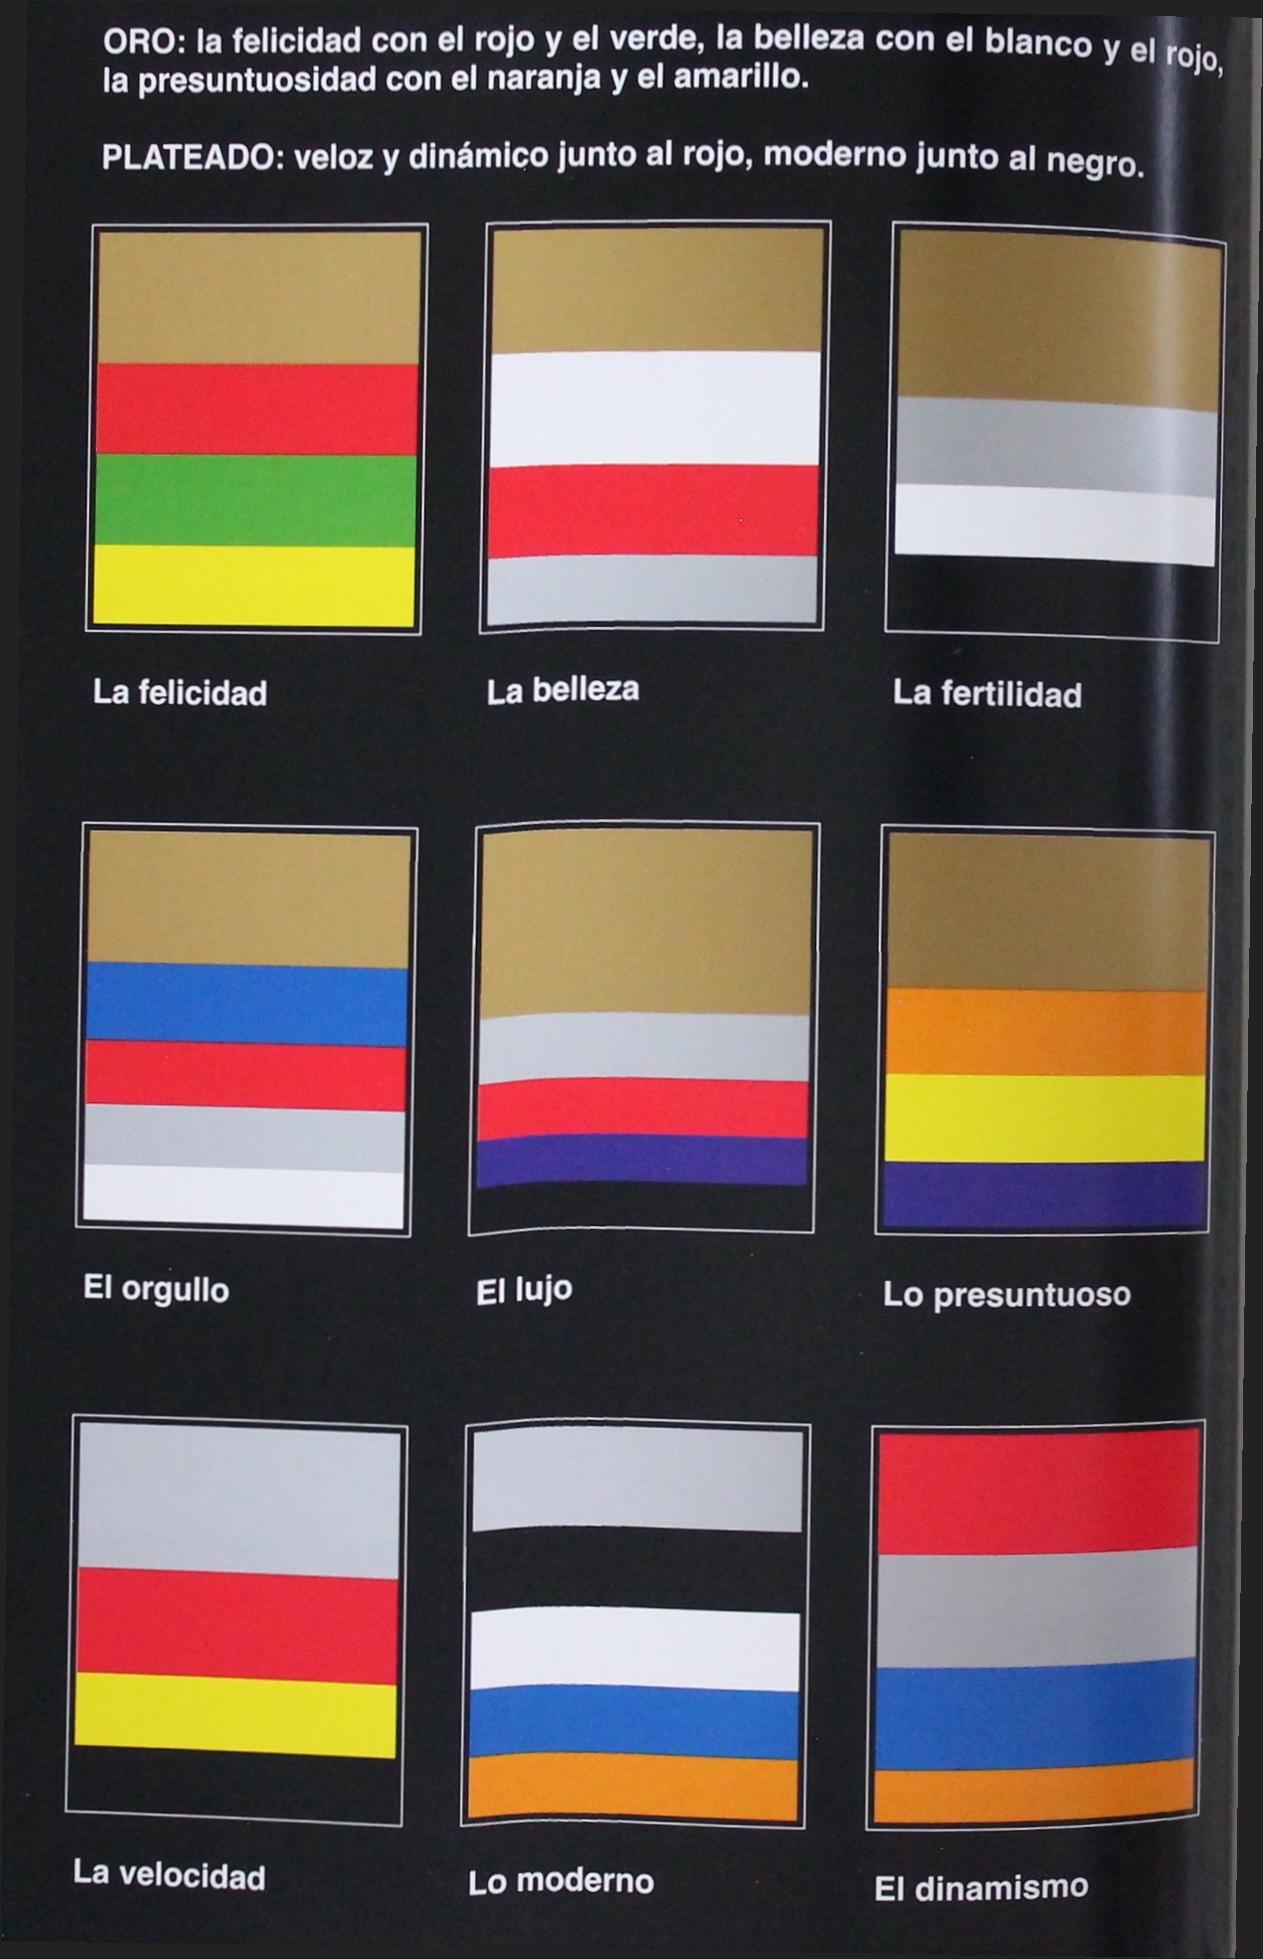 ORO: la felicidad con el rojo y el verde, la belleza con el blanco y el rojo,
la presuntuosidad con el naranja y el amarillo.
PLATEADO: veloz y dinámico junto al rojo, moderno junto al negro.
La felicidad
La belleza
La fertilidad
El orgullo
El lujo
Lo presuntuoso
La velocidad
Lo moderno
El dinamismo